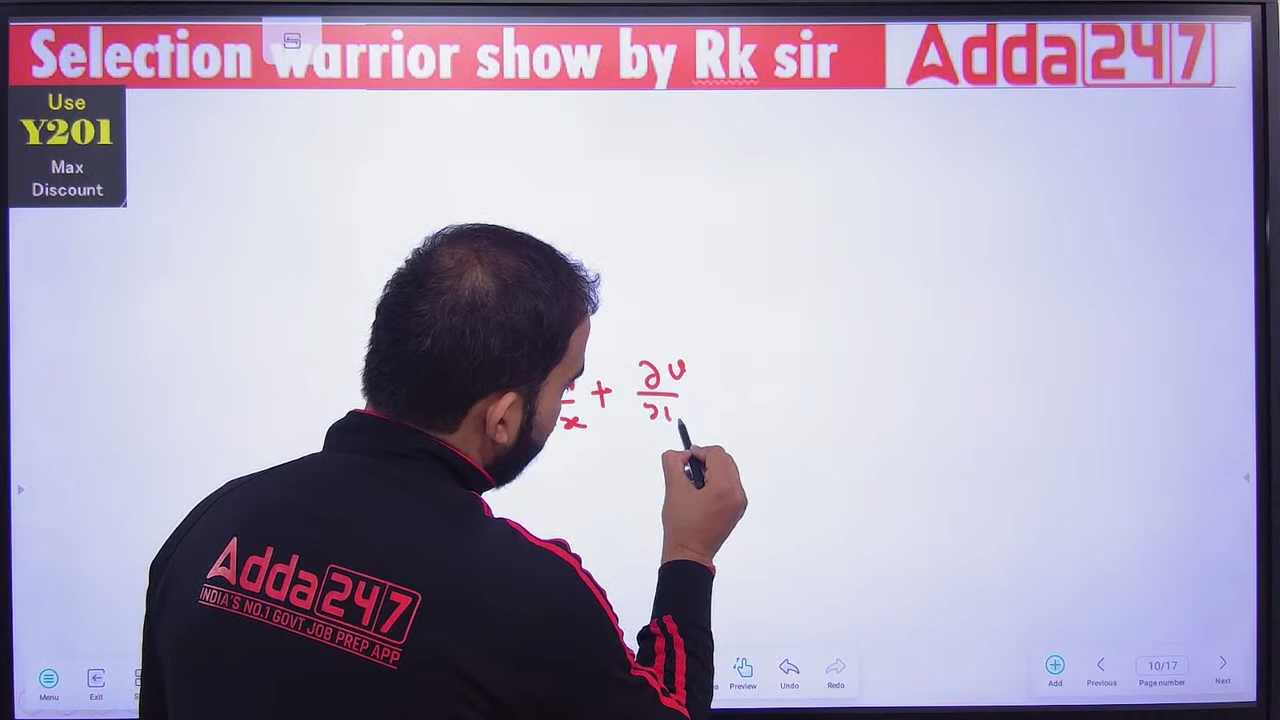 Selection warrior show by Rk sir
Adda247
Use
Y201
Max
Discount
x + ∂v
Adda247
INDIA'S NO.1 GOVT JOB PREP APP
Menu
Exit
Preview
Undo
Redo
Add
Previous
10/17
Page number
Next